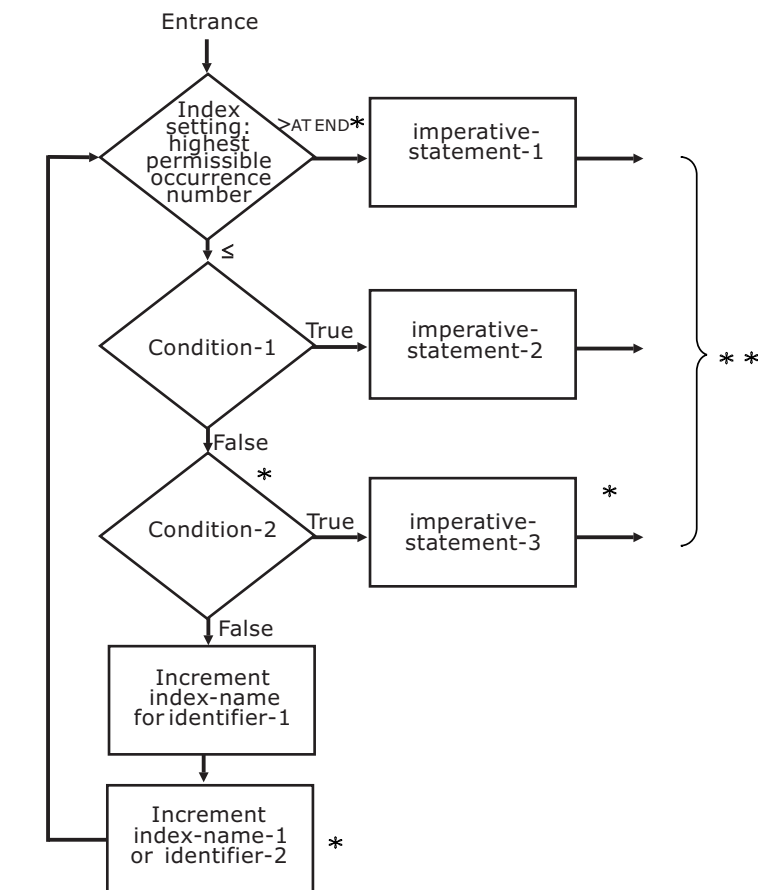 Entrance
Index
setting:
highest
permissible
occurrence
number
>AT END*
imperative-
statement-1
≤
Condition-1
True
imperative-
statement-2
* *
False
*
Condition-2
True
imperative-
statement-3
*
False
Increment
index-name
for identifier-1
Increment
index-name-1
or identifier-2
*